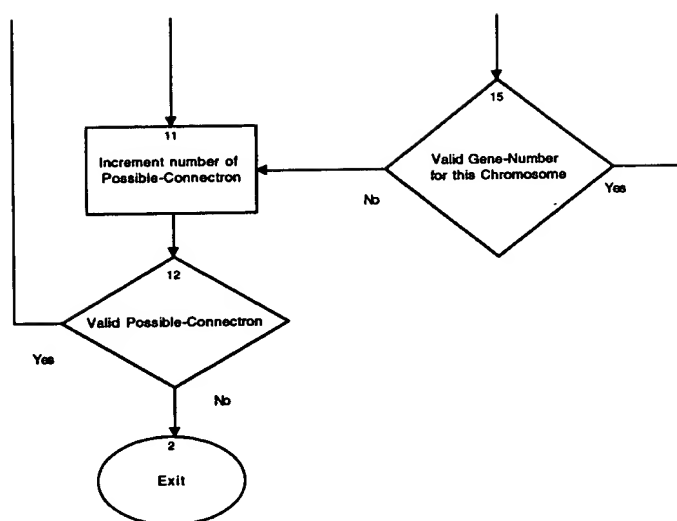 15
Valid Gene-Number
for this Chromosome
Yes
No
11
Increment number of
Possible-Connectron
12
Valid Possible-Connectron
Yes
No
2
Exit